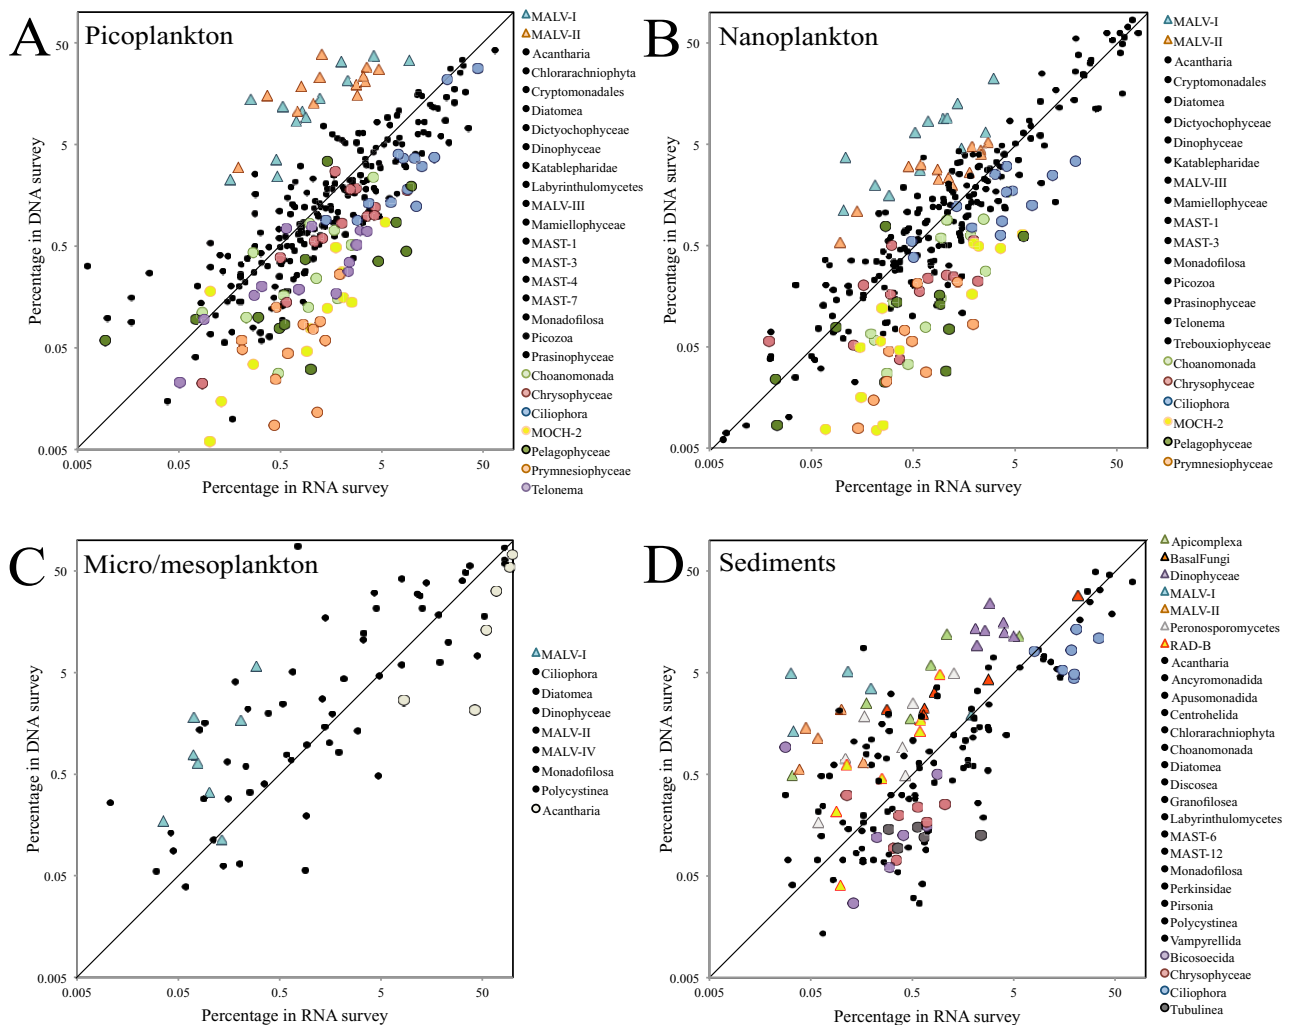 A Picoplankton
Percentage in DNA survey
50
5
0.5
0.05
0.005
0.005 0.05 0.5 5 50
Percentage in RNA survey
MALV-I
MALV-II
Acantharia
Chlorarachniophyta
Cryptomonadales
Diatomea
Dictyochophyceae
Dinophyceae
Katablepharidae
Labyrinthulomycetes
MALV-III
Mamiellophyceae
MAST-1
MAST-3
MAST-4
MAST-7
Monadofilosa
Picozoa
Prasinophyceae
Choanomonada
Chrysophyceae
Ciliophora
MOCH-2
Pelagophyceae
Prymnesiophyceae
Telonema
B Nanoplankton
Percentage in DNA survey
50
5
0.5
0.05
0.005
0.005 0.05 0.5 5 50
Percentage in RNA survey
MALV-I
MALV-II
Acantharia
Cryptomonadales
Diatomea
Dictyochophyceae
Dinophyceae
Katablepharidae
MALV-III
Mamiellophyceae
MAST-1
MAST-3
Monadofilosa
Picozoa
Prasinophyceae
Telonema
Trebouxiophyceae
Choanomonada
Chrysophyceae
Ciliophora
MOCH-2
Pelagophyceae
Prymnesiophyceae
C Micro/mesoplankton
Percentage in DNA survey
50
5
0.5
0.05
0.005
0.005 0.05 0.5 5 50
Percentage in RNA survey
MALV-I
Ciliophora
Diatomea
Dinophyceae
MALV-II
MALV-IV
Monadofilosa
Polycystinea
Acantharia
D Sediments
Percentage in DNA survey
50
5
0.5
0.05
0.005
0.005 0.05 0.5 5 50
Percentage in RNA survey
Apicomplexa
BasalFungi
Dinophyceae
MALV-I
MALV-II
Peronosporomycetes
RAD-B
Acantharia
Ancyromonadida
Apusomonadida
Centrohelida
Chlorarachniophyta
Choanomonada
Diatomea
Discosea
Granofilosea
Labyrinthulomycetes
MAST-6
MAST-12
Monadofilosa
Perkinsidae
Pirsonia
Polycystinea
Vampyrellida
Bicosoecida
Chrysophyceae
Ciliophora
Tubulinea